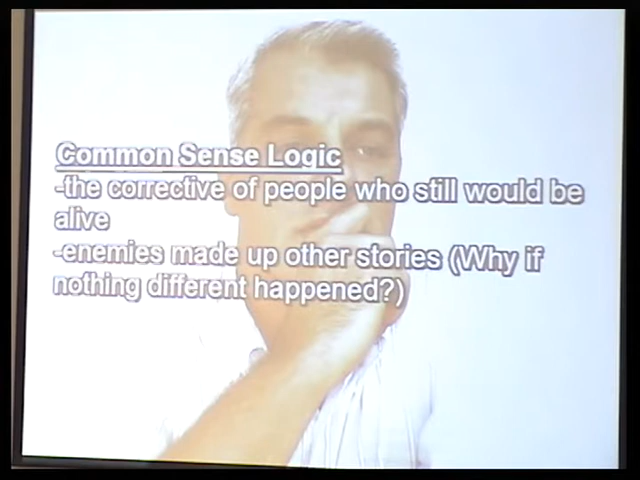 Common Sense Logic
-the corrective of people who still would be
alive
-enemies made up other stories (Why if
nothing different happened?)